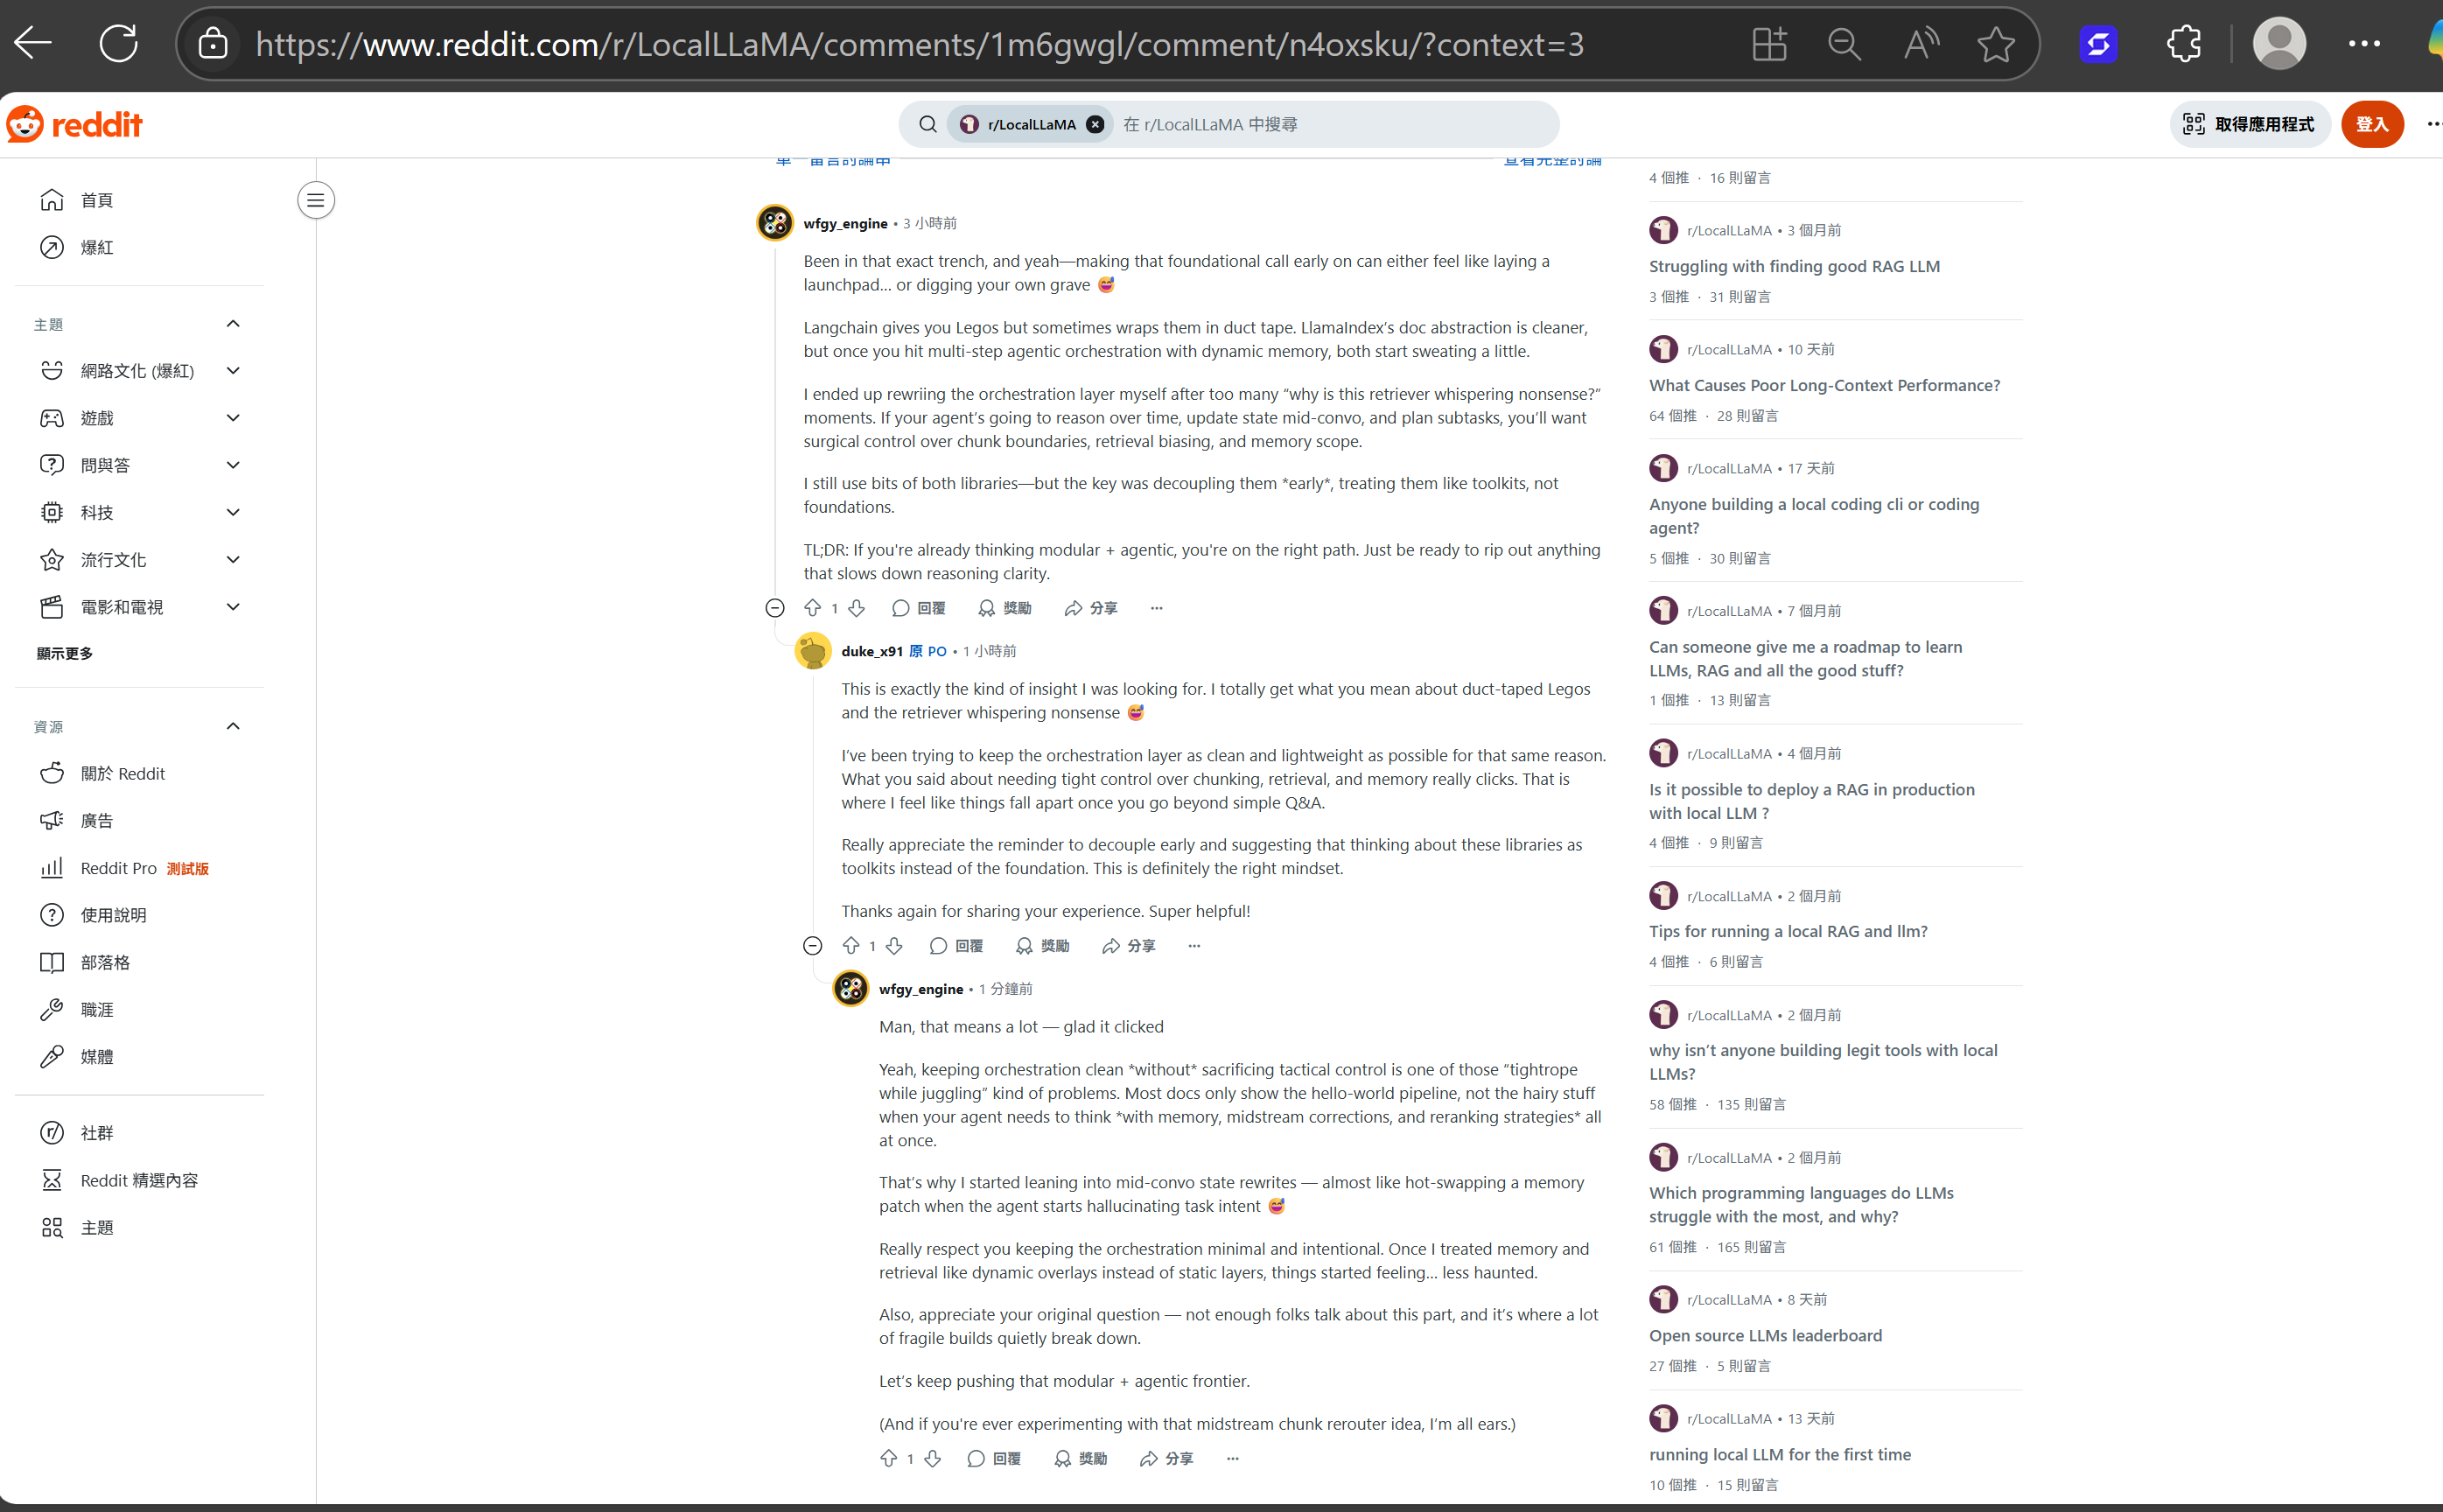 https://www.reddit.com/r/LocalLLaMA/comments/1m6gwgl/comment/n4oxsku/?context=3
reddit
r/LocalLLaMA
在 r/LocalLLaMA 中搜尋
取得應用程式
登入
首頁
爆紅
主題
網路文化 (爆紅)
遊戲
問與答
科技
流行文化
電影和電視
顯示更多
資源
關於 Reddit
廣告
Reddit Pro 測試版
使用說明
部落格
職涯
媒體
社群
Reddit 精選內容
主題
單一留言討論串
查看完整討論
wfgy_engine • 3 小時前
Been in that exact trench, and yeah—making that foundational call early on can either feel like laying a
launchpad... or digging your own grave 😅
Langchain gives you Legos but sometimes wraps them in duct tape. LlamaIndex’s doc abstraction is cleaner,
but once you hit multi-step agentic orchestration with dynamic memory, both start sweating a little.
I ended up rewriing the orchestration layer myself after too many “why is this retriever whispering nonsense?”
moments. If your agent’s going to reason over time, update state mid-convo, and plan subtasks, you’ll want
surgical control over chunk boundaries, retrieval biasing, and memory scope.
I still use bits of both libraries—but the key was decoupling them *early*, treating them like toolkits, not
foundations.
TL;DR: If you're already thinking modular + agentic, you're on the right path. Just be ready to rip out anything
that slows down reasoning clarity.
1 回覆 獎勵 分享
duke_x91 原 PO • 1 小時前
This is exactly the kind of insight I was looking for. I totally get what you mean about duct-taped Legos
and the retriever whispering nonsense 😅
I’ve been trying to keep the orchestration layer as clean and lightweight as possible for that same reason.
What you said about needing tight control over chunking, retrieval, and memory really clicks. That is
where I feel like things fall apart once you go beyond simple Q&A.
Really appreciate the reminder to decouple early and suggesting that thinking about these libraries as
toolkits instead of the foundation. This is definitely the right mindset.
Thanks again for sharing your experience. Super helpful!
1 回覆 獎勵 分享
wfgy_engine • 1 分鐘前
Man, that means a lot — glad it clicked
Yeah, keeping orchestration clean *without* sacrificing tactical control is one of those “tightrope
while juggling” kind of problems. Most docs only show the hello-world pipeline, not the hairy stuff
when your agent needs to think *with memory, midstream corrections, and reranking strategies* all
at once.
That’s why I started leaning into mid-convo state rewrites — almost like hot-swapping a memory
patch when the agent starts hallucinating task intent 😅
Really respect you keeping the orchestration minimal and intentional. Once I treated memory and
retrieval like dynamic overlays instead of static layers, things started feeling... less haunted.
Also, appreciate your original question — not enough folks talk about this part, and it’s where a lot
of fragile builds quietly break down.
Let’s keep pushing that modular + agentic frontier.
(And if you're ever experimenting with that midstream chunk rerouter idea, I’m all ears.)
1 回覆 獎勵 分享
4 個推 · 16 則留言
r/LocalLLaMA • 3 個月前
Struggling with finding good RAG LLM
3 個推 · 31 則留言
r/LocalLLaMA • 10 天前
What Causes Poor Long-Context Performance?
64 個推 · 28 則留言
r/LocalLLaMA • 17 天前
Anyone building a local coding cli or coding
agent?
5 個推 · 30 則留言
r/LocalLLaMA • 7 個月前
Can someone give me a roadmap to learn
LLMs, RAG and all the good stuff?
1 個推 · 13 則留言
r/LocalLLaMA • 4 個月前
Is it possible to deploy a RAG in production
with local LLM ?
4 個推 · 9 則留言
r/LocalLLaMA • 2 個月前
Tips for running a local RAG and llm?
4 個推 · 6 則留言
r/LocalLLaMA • 2 個月前
why isn’t anyone building legit tools with local
LLMs?
58 個推 · 135 則留言
r/LocalLLaMA • 2 個月前
Which programming languages do LLMs
struggle with the most, and why?
61 個推 · 165 則留言
r/LocalLLaMA • 8 天前
Open source LLMs leaderboard
27 個推 · 5 則留言
r/LocalLLaMA • 13 天前
running local LLM for the first time
10 個推 · 15 則留言